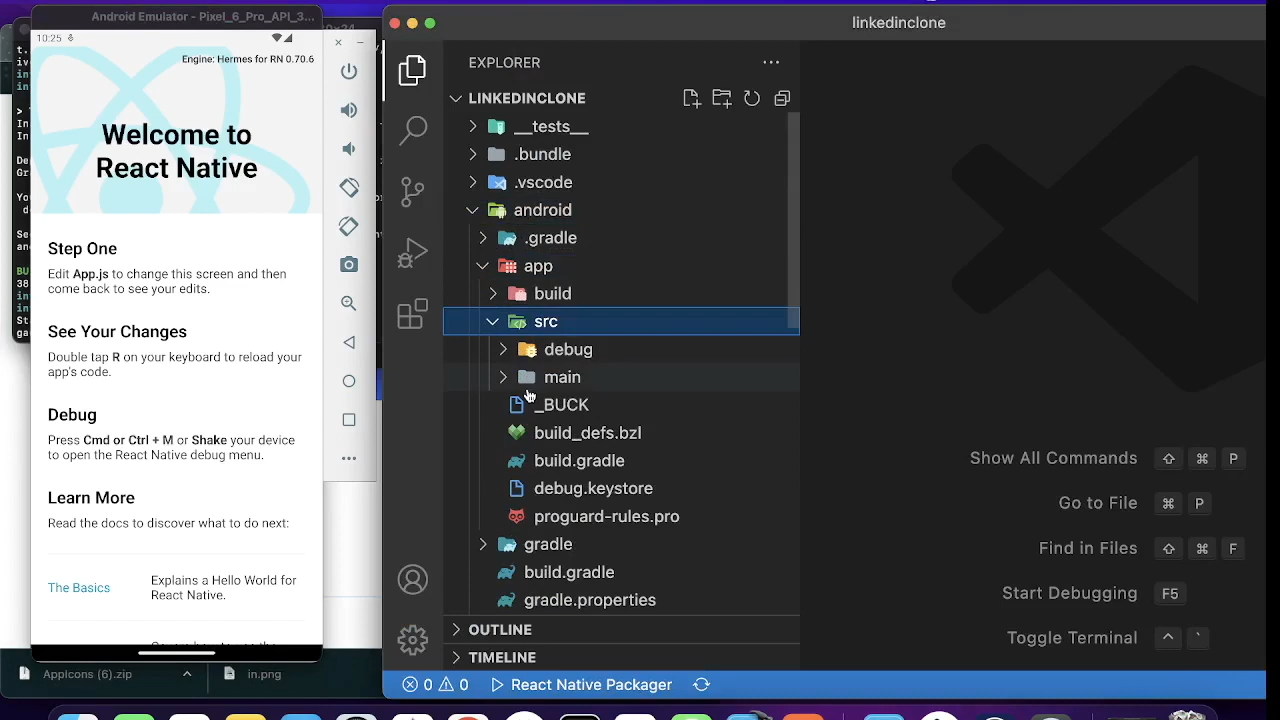 Android Emulator - Pixel_6_Pro_API_3...
10:25
Engine: Hermes for RN 0.70.6
Welcome to
React Native
Step One
Edit App.js to change this screen and then
come back to see your edits.
See Your Changes
Double tap R on your keyboard to reload your
app's code.
Debug
Press Cmd or Ctrl + M or Shake your device
to open the React Native debug menu.
Learn More
Read the docs to discover what to do next:
The Basics
Explains a Hello World for
React Native.
AppIcons (6).zip
in.png
linkedinclone
EXPLORER
LINKEDINCLONE
__tests__
.bundle
.vscode
android
.gradle
app
build
src
debug
main
_BUCK
build_defs.bzl
build.gradle
debug.keystore
proguard-rules.pro
gradle
build.gradle
gradle.properties
OUTLINE
TIMELINE
Show All Commands ⇧ ⌘ P
Go to File ⌘ P
Find in Files ⇧ ⌘ F
Start Debugging F5
Toggle Terminal ^ `
0 0 React Native Packager